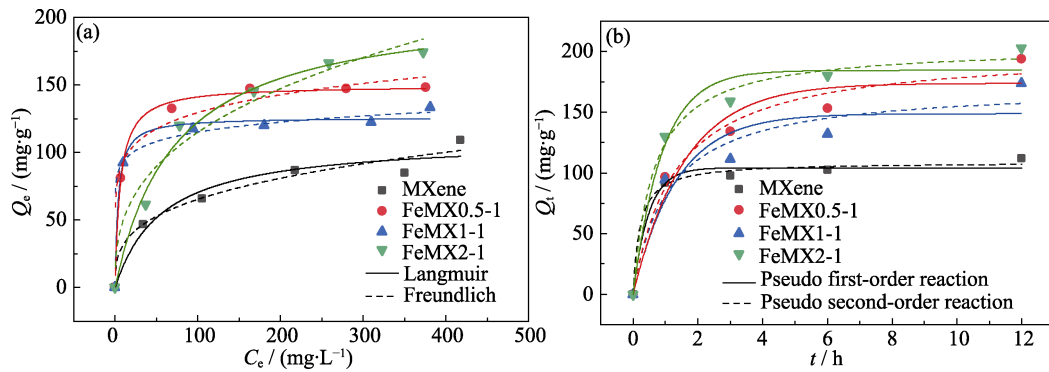 (a)
200
150
100
50
0
Qe / (mg·g⁻¹)
MXene
FeMX0.5-1
FeMX1-1
FeMX2-1
Langmuir
Freundlich
0 100 200 300 400 500
Ce / (mg·L⁻¹)
(b)
200
150
100
50
0
Qt / (mg·g⁻¹)
MXene
FeMX0.5-1
FeMX1-1
FeMX2-1
Pseudo first-order reaction
Pseudo second-order reaction
0 2 4 6 8 10 12
t / h